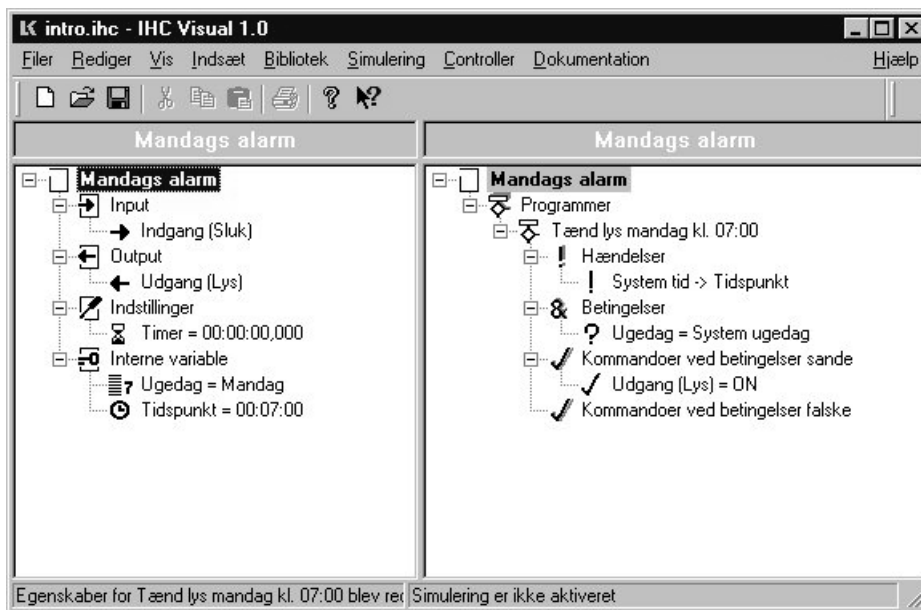 intro.ihc - IHC Visual 1.0
Filer Rediger Vis Indsæt Bibliotek Simulering Controller Dokumentation Hjælp
Mandags alarm
Mandags alarm
Input
Indgang (Sluk)
Output
Udgang (Lys)
Indstillinger
Timer = 00:00:00,000
Interne variable
Ugedag = Mandag
Tidspunkt = 00:07:00
Mandags alarm
Mandags alarm
Programmer
Tænd lys mandag kl. 07:00
Hændelser
System tid -> Tidspunkt
Betingelser
Ugedag = System ugedag
Kommandoer ved betingelser sande
Udgang (Lys) = ON
Kommandoer ved betingelser falske
Egenskaber for Tænd lys mandag kl. 07:00 blev red
Simulering er ikke aktiveret